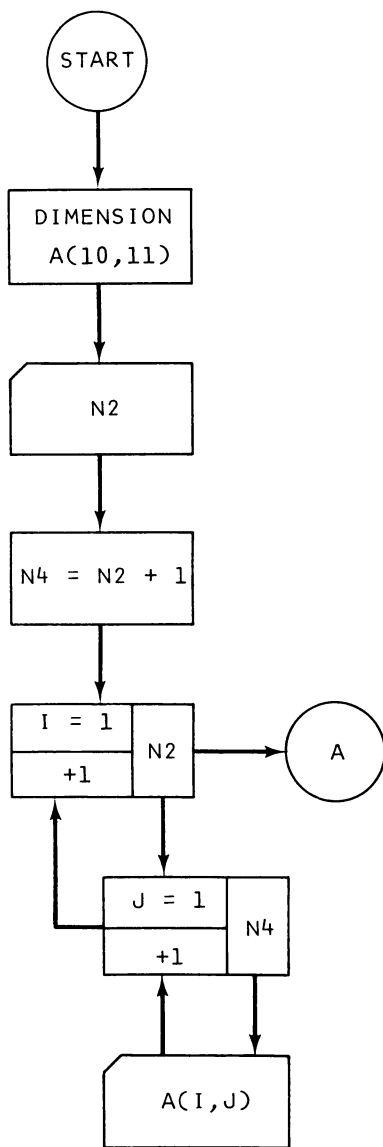 START
DIMENSION
A(10,11)
N2
N4 = N2 + 1
I = 1
N2
+1
A
J = 1
N4
+1
A(I,J)